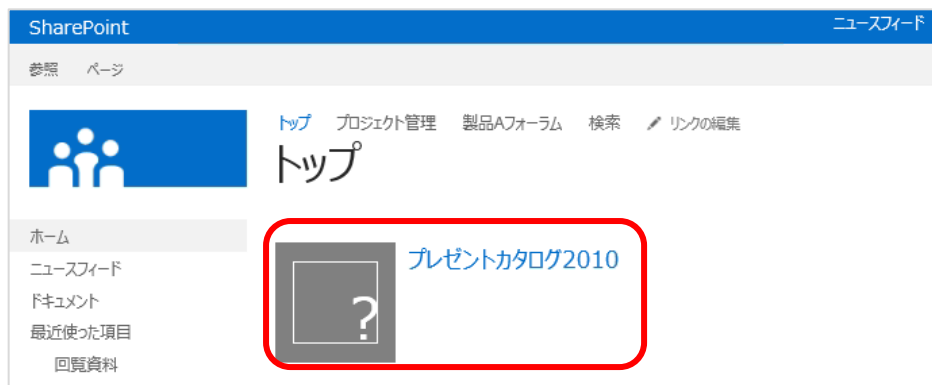 SharePoint ニュースフィード
参照 ページ
トップ プロジェクト管理 製品Aフォーラム 検索 リンクの編集
トップ
ホーム
ニュースフィード
ドキュメント
最近使った項目
回覧資料
プレゼントカタログ2010
?